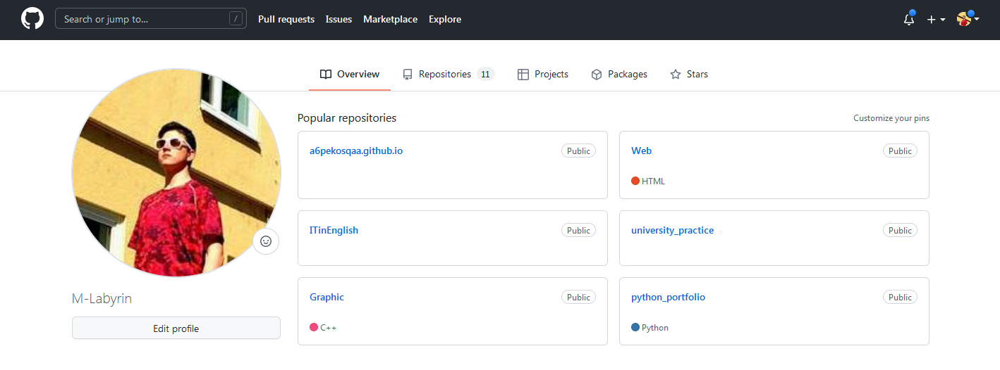 Search or jump to... /
Pull requests
Issues
Marketplace
Explore
Overview
Repositories 11
Projects
Packages
Stars
Popular repositories
Customize your pins
a6pekosqaa.github.io Public
Web Public
HTML
ITinEnglish Public
university_practice Public
Graphic Public
C++
python_portfolio Public
Python
M-Labyrin
Edit profile